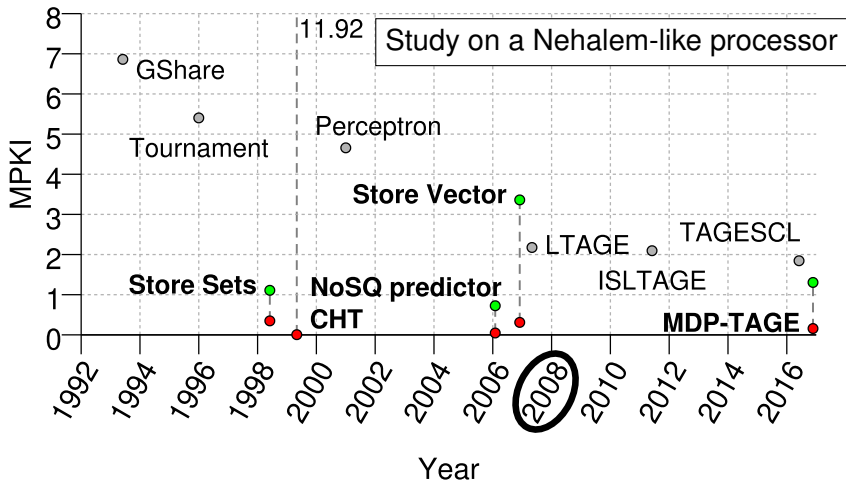 8
11.92
Study on a Nehalem-like processor
7
GShare
6
Tournament
Perceptron
5
MPKI
4
Store Vector
3
LTAGE
TAGESCL
2
ISLTAGE
Store Sets
NoSQ predictor
1
CHT
MDP-TAGE
0
1992
1994
1996
1998
2000
2002
2004
2006
2008
2010
2012
2014
2016
Year